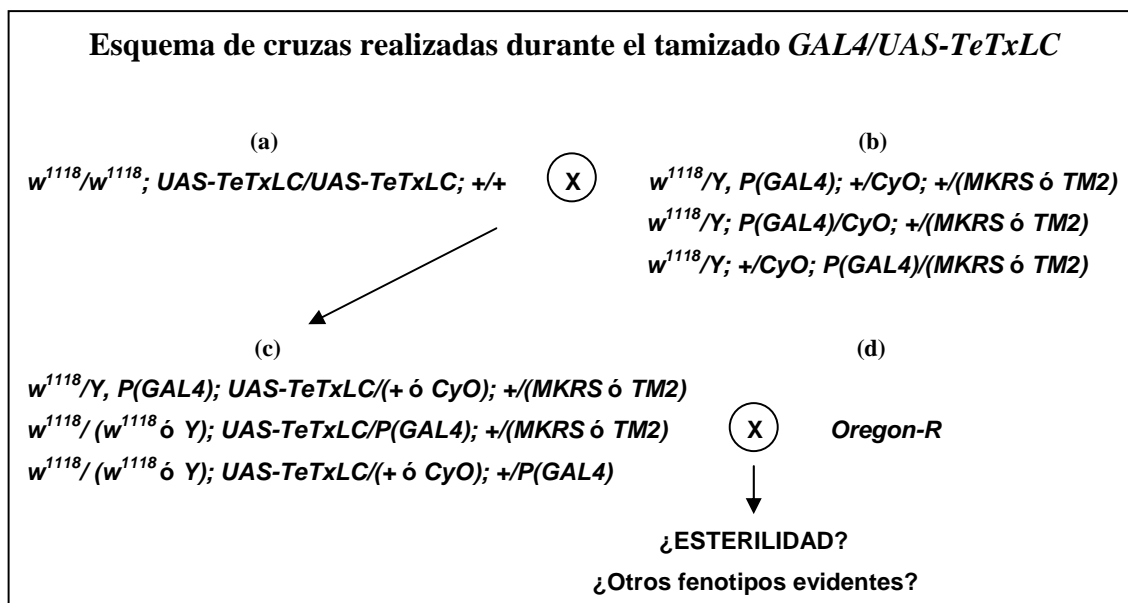 Esquema de cruzas realizadas durante el tamizado GAL4/UAS-TeTxLC
(a)
(b)
w¹¹¹⁸/w¹¹¹⁸; UAS-TeTxLC/UAS-TeTxLC; +/+
X
w¹¹¹⁸/Y, P(GAL4); +/CyO; +/(MKRS ó TM2)
w¹¹¹⁸/Y; P(GAL4)/CyO; +/(MKRS ó TM2)
w¹¹¹⁸/Y; +/CyO; P(GAL4)/(MKRS ó TM2)
(c)
(d)
w¹¹¹⁸/Y, P(GAL4); UAS-TeTxLC/(+ ó CyO); +/(MKRS ó TM2)
w¹¹¹⁸/ (w¹¹¹⁸ ó Y); UAS-TeTxLC/P(GAL4); +/(MKRS ó TM2)
w¹¹¹⁸/ (w¹¹¹⁸ ó Y); UAS-TeTxLC/(+ ó CyO); +/P(GAL4)
X
Oregon-R
¿ESTERILIDAD?
¿Otros fenotipos evidentes?